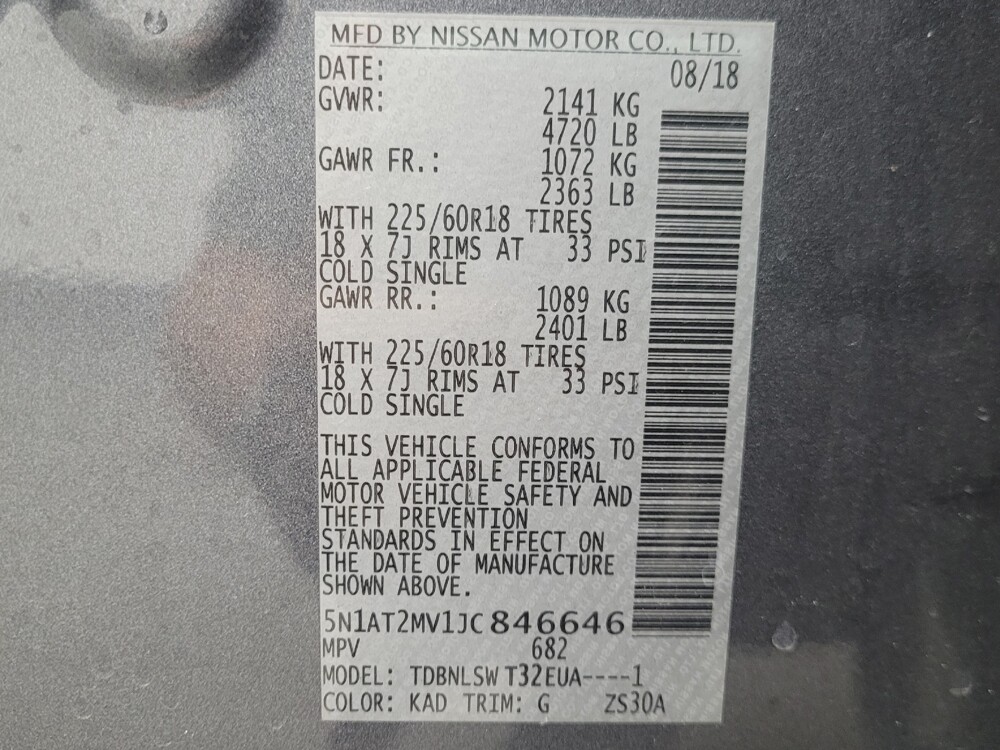 MFD BY NISSAN MOTOR CO., LTD.
DATE: 08/18
GVWR: 2141 KG
4720 LB
GAWR FR.: 1072 KG
2363 LB
WITH 225/60R18 TIRES
18 X 7J RIMS AT 33 PSI
COLD SINGLE
GAWR RR.: 1089 KG
2401 LB
WITH 225/60R18 TIRES
18 X 7J RIMS AT 33 PSI
COLD SINGLE
THIS VEHICLE CONFORMS TO
ALL APPLICABLE FEDERAL
MOTOR VEHICLE SAFETY AND
THEFT PREVENTION
STANDARDS IN EFFECT ON
THE DATE OF MANUFACTURE
SHOWN ABOVE.
5N1AT2MV1JC846646
MPV 682
MODEL: TDBNLSW T32EUA----1
COLOR: KAD TRIM: G ZS30A